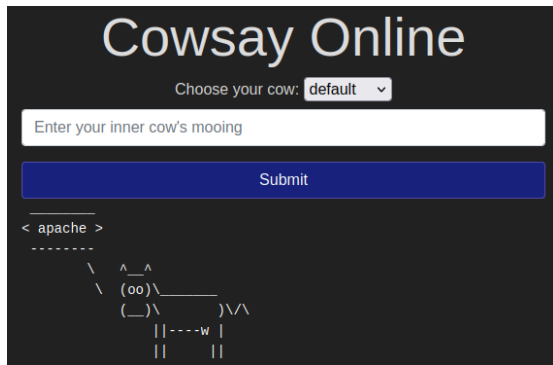 Cowsay Online
Choose your cow: default
Enter your inner cow's mooing
Submit
 ________
< apache >
 --------
        \   ^__^
         \  (oo)\_______
            (__)\       )\/\
                ||----w |
                ||     ||